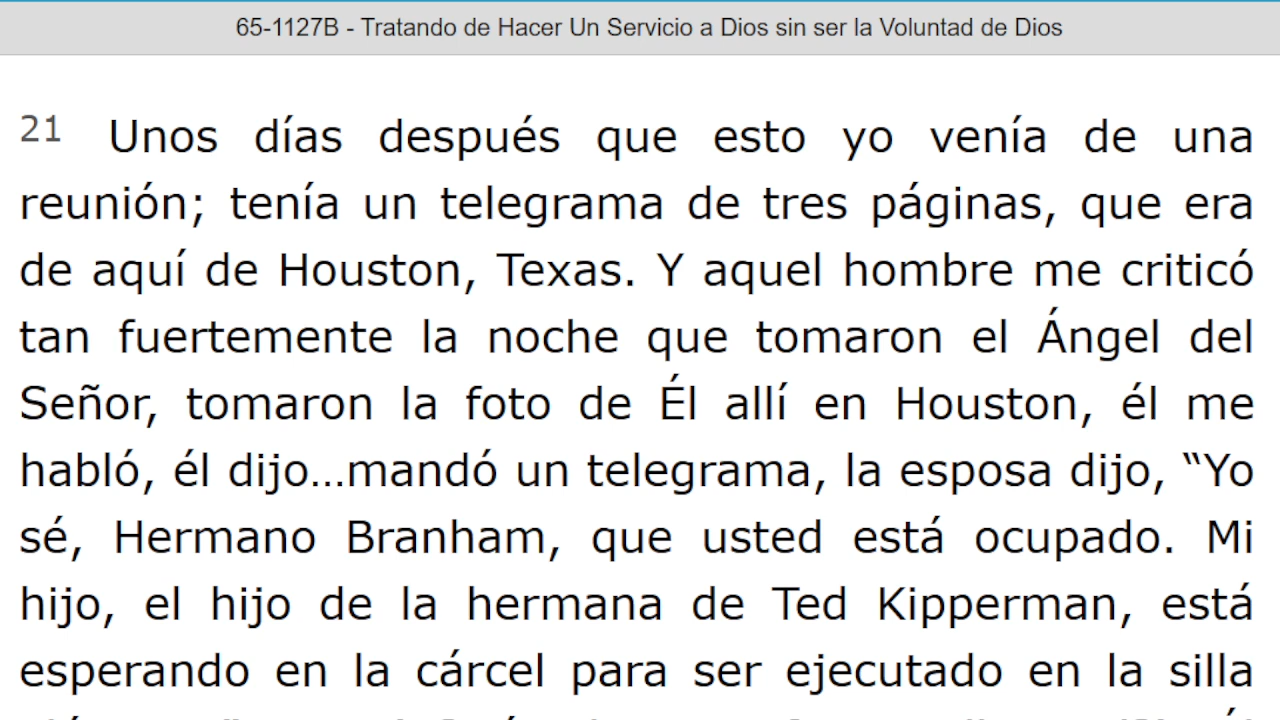 65-1127B - Tratando de Hacer Un Servicio a Dios sin ser la Voluntad de Dios
21 Unos días después que esto yo venía de una
reunión; tenía un telegrama de tres páginas, que era
de aquí de Houston, Texas. Y aquel hombre me criticó
tan fuertemente la noche que tomaron el Ángel del
Señor, tomaron la foto de Él allí en Houston, él me
habló, él dijo...mandó un telegrama, la esposa dijo, “Yo
sé, Hermano Branham, que usted está ocupado. Mi
hijo, el hijo de la hermana de Ted Kipperman, está
esperando en la cárcel para ser ejecutado en la silla